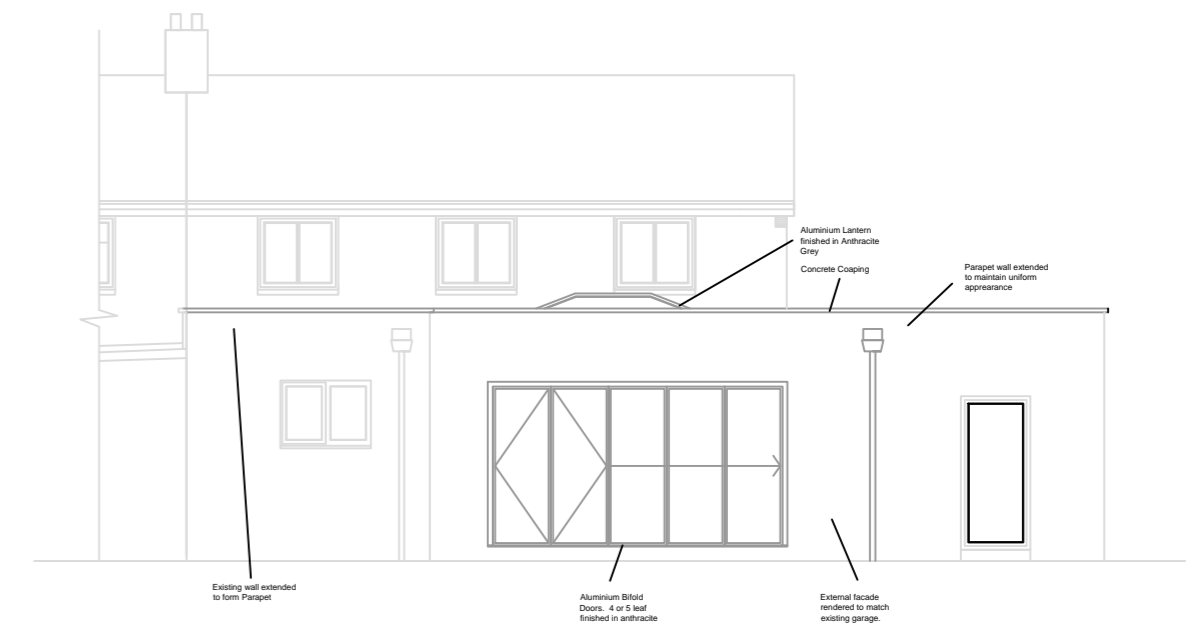 Aluminium Lantern
finished in Anthracite
Grey
Concrete Coaping
Parapet wall extended
to maintain uniform
apprearance
Existing wall extended
to form Parapet
Aluminium Bifold
Doors. 4 or 5 leaf
finished in anthracite
External facade
rendered to match
existing garage.